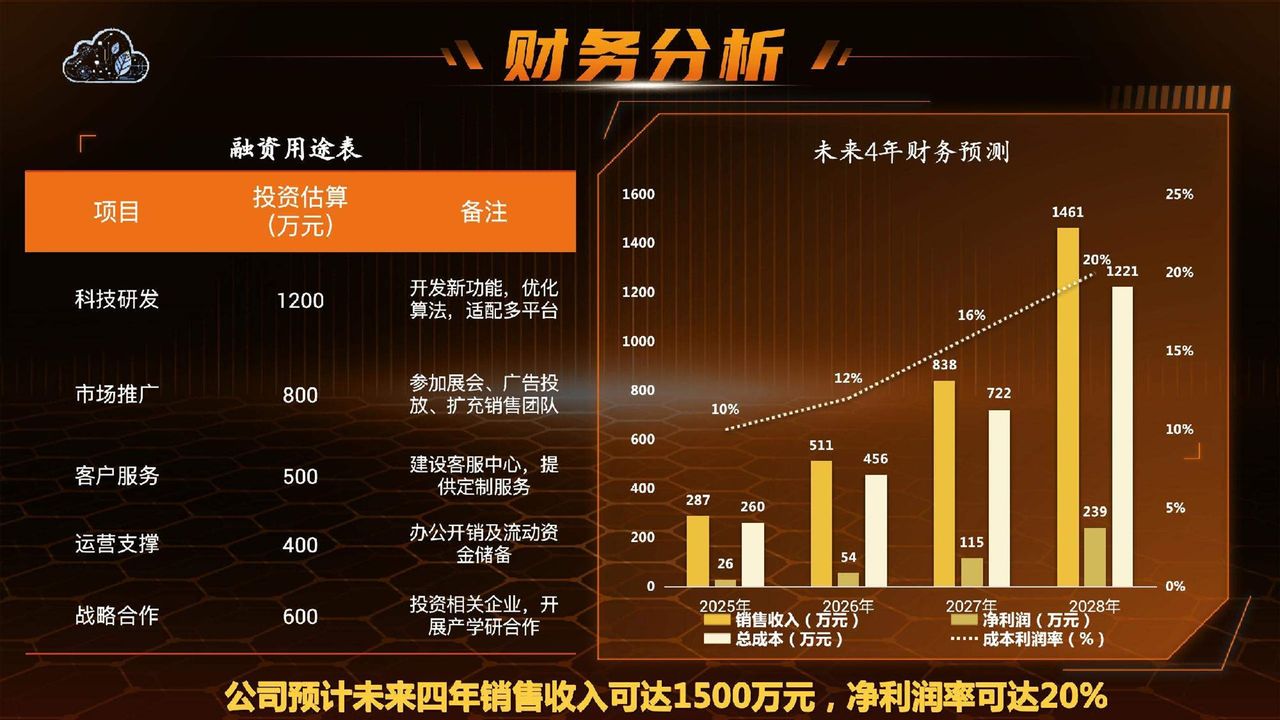 财务分析
融资用途表
项目
投资估算
（万元）
备注
科技研发
1200
开发新功能，优化
算法，适配多平台
市场推广
800
参加展会、广告投
放、扩充销售团队
客户服务
500
建设客服中心，提
供定制服务
运营支撑
400
办公开销及流动资
金储备
战略合作
600
投资相关企业，开
展产学研合作
未来4年财务预测
1600
1400
1200
1000
800
600
400
200
0
25%
20%
15%
10%
5%
0%
287
26
260
10%
511
54
456
12%
838
115
722
16%
1461
239
1221
20%
2025年
2026年
2027年
2028年
销售收入（万元）
净利润（万元）
总成本（万元）
成本利润率（%）
公司预计未来四年销售收入可达1500万元，净利润率可达20%